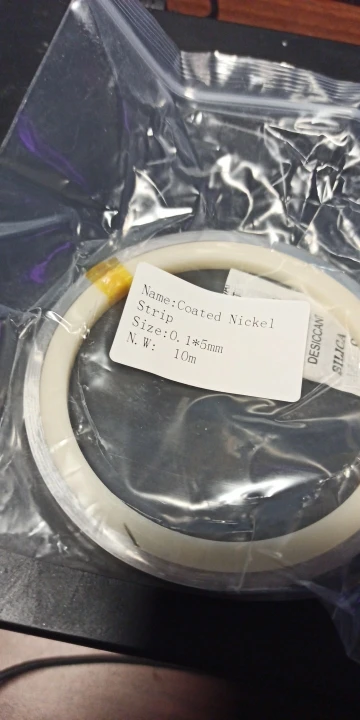 Name:Coated Nickel
Strip
Size:0.1*5mm
N.W: 10m
DESICCANT
SILICA